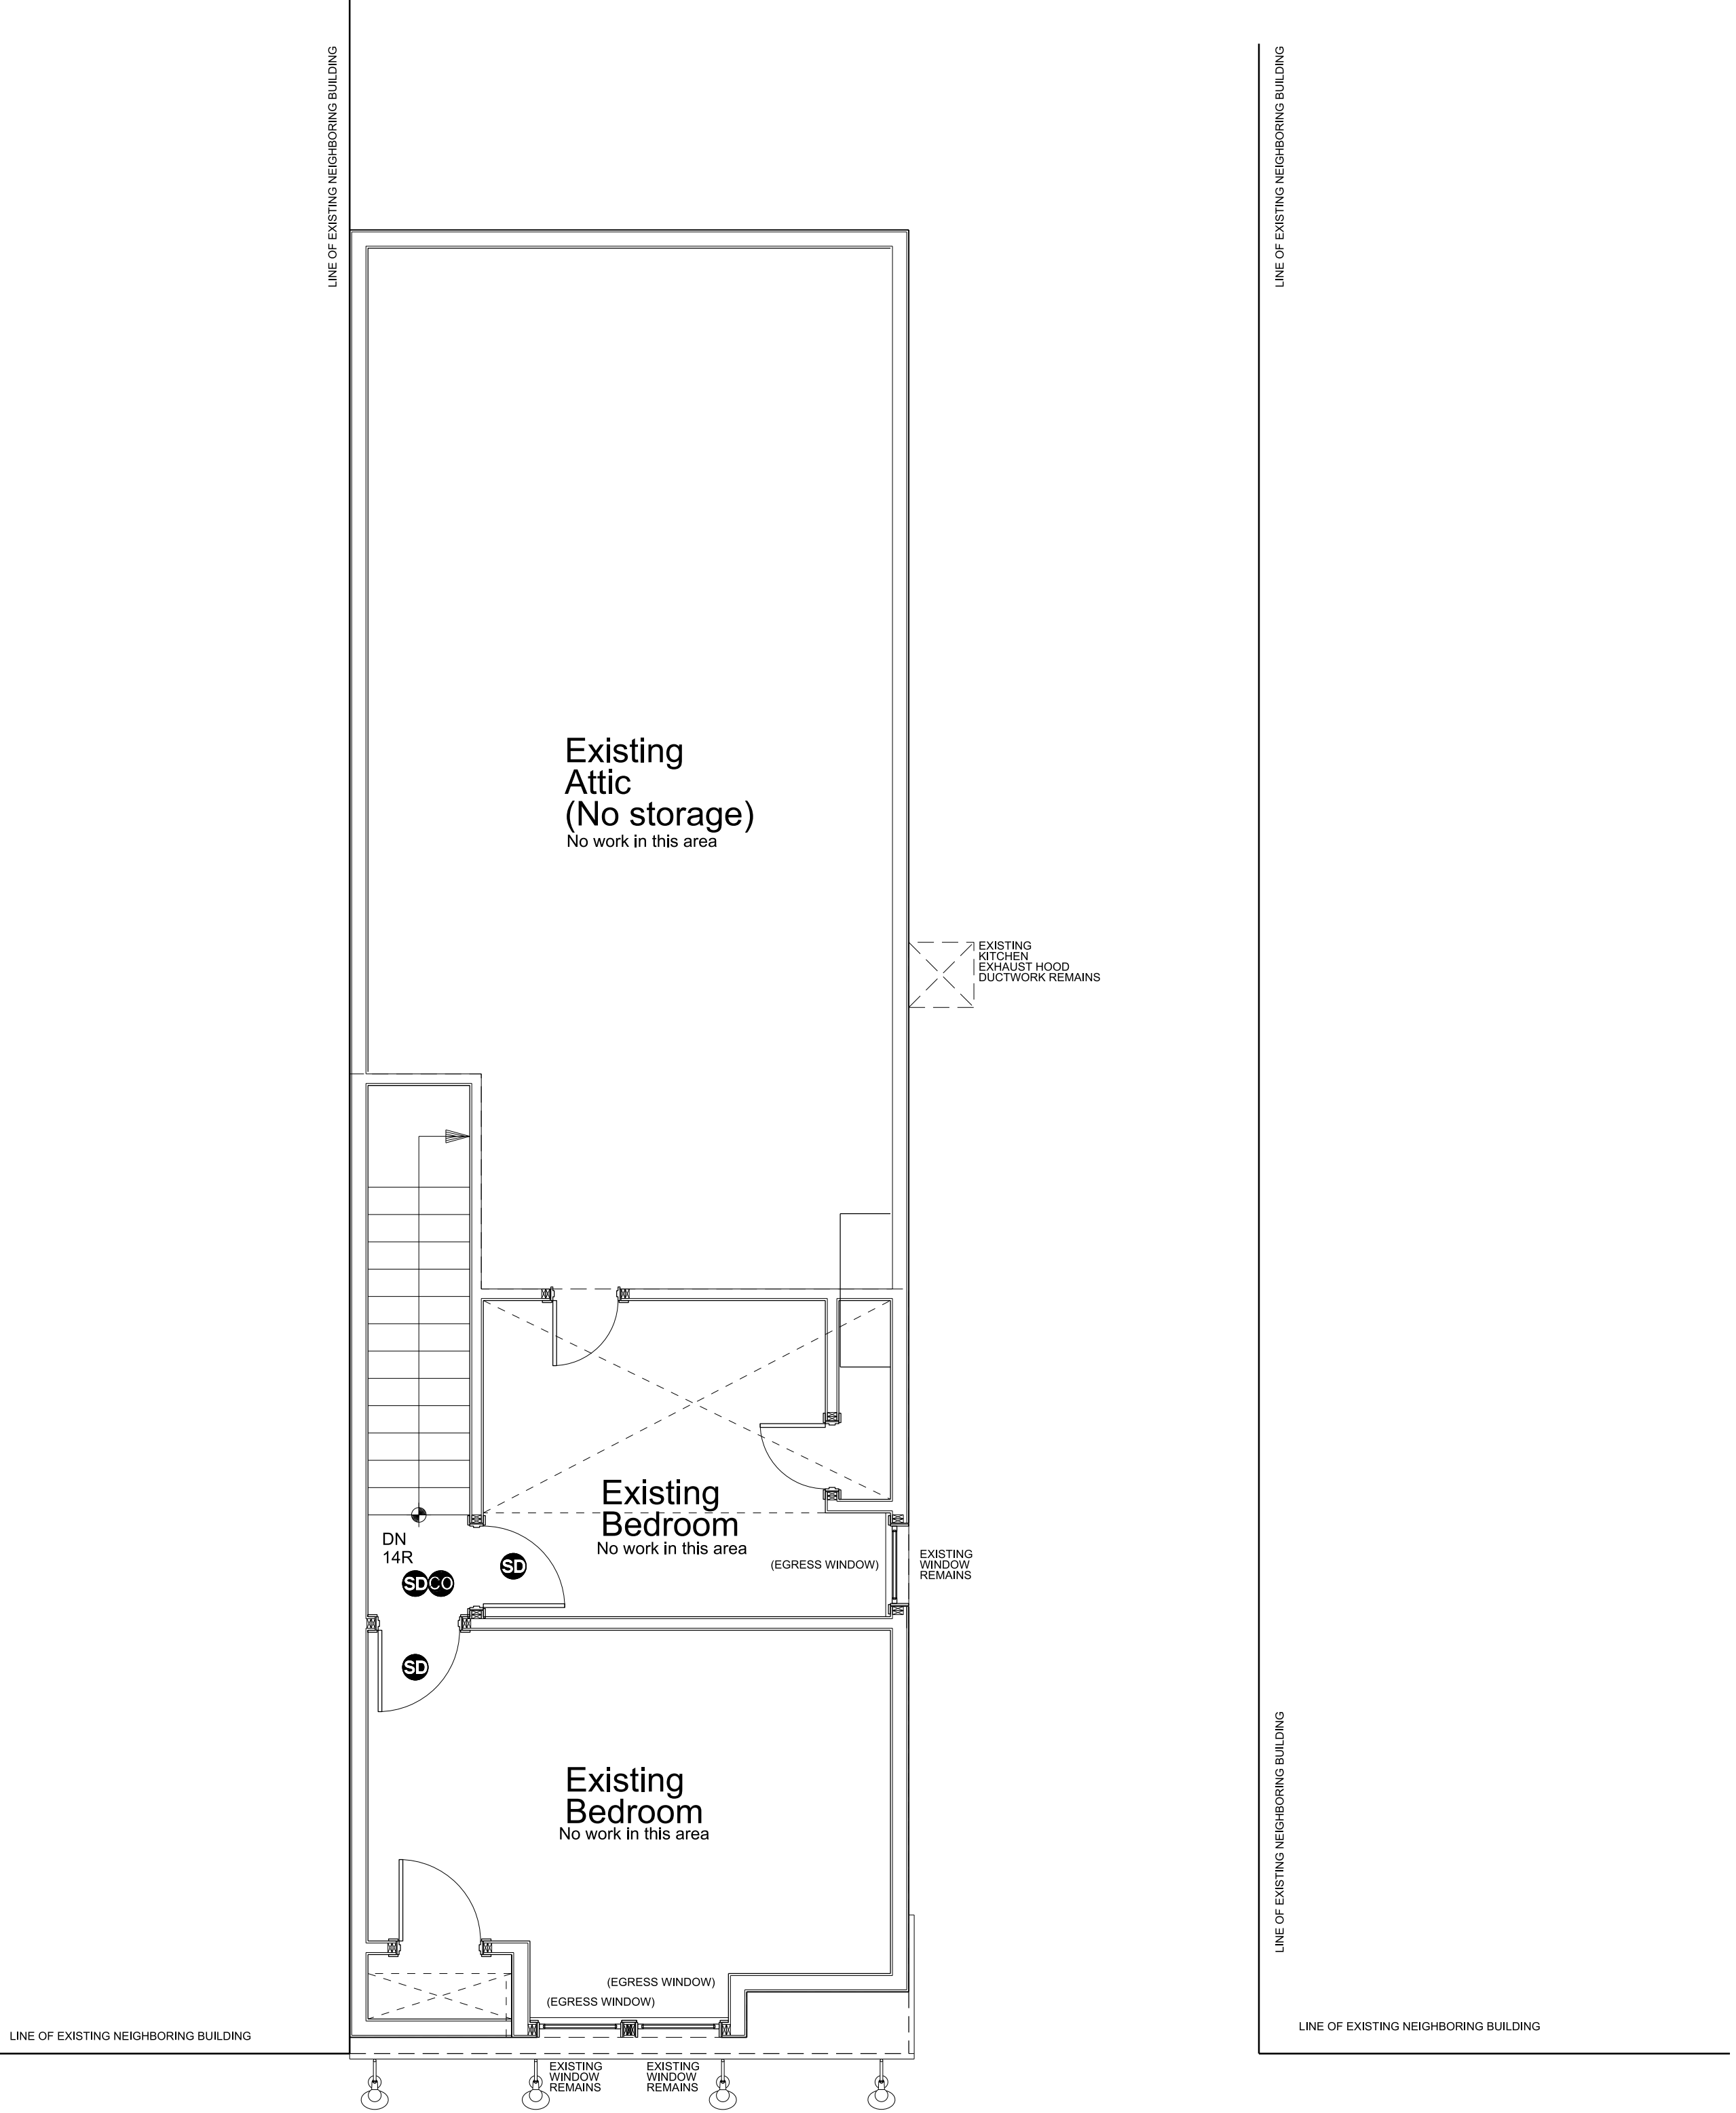 LINE OF EXISTING NEIGHBORING BUILDING
LINE OF EXISTING NEIGHBORING BUILDING
Existing
Attic
(No storage)
No work in this area
EXISTING
KITCHEN
EXHAUST HOOD
DUCTWORK REMAINS
Existing
Bedroom
No work in this area
(EGRESS WINDOW)
EXISTING
WINDOW
REMAINS
DN
14R
SD
SD
CO
SD
LINE OF EXISTING NEIGHBORING BUILDING
Existing
Bedroom
No work in this area
(EGRESS WINDOW)
(EGRESS WINDOW)
LINE OF EXISTING NEIGHBORING BUILDING
LINE OF EXISTING NEIGHBORING BUILDING
EXISTING
WINDOW
REMAINS
EXISTING
WINDOW
REMAINS